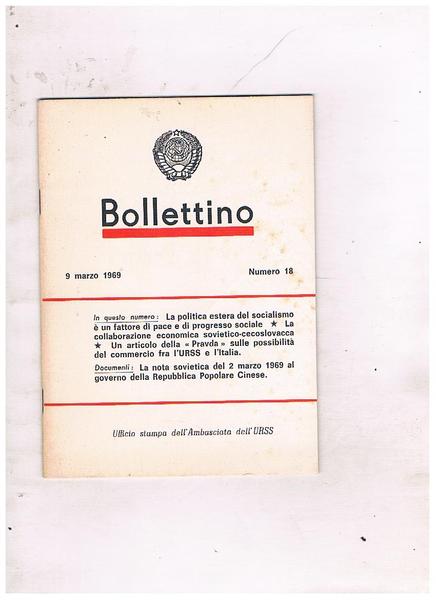 Bollettino
9 marzo 1969 Numero 18
In questo numero: La politica estera del socialismo
è un fattore di pace e di progresso sociale ★ La
collaborazione economica sovietico-cecoslovacca
★ Un articolo della « Pravda » sulle possibilità
del commercio fra l'URSS e l'Italia.
Documenti: La nota sovietica del 2 marzo 1969 al
governo della Repubblica Popolare Cinese.
Ufficio stampa dell'Ambasciata dell'URSS